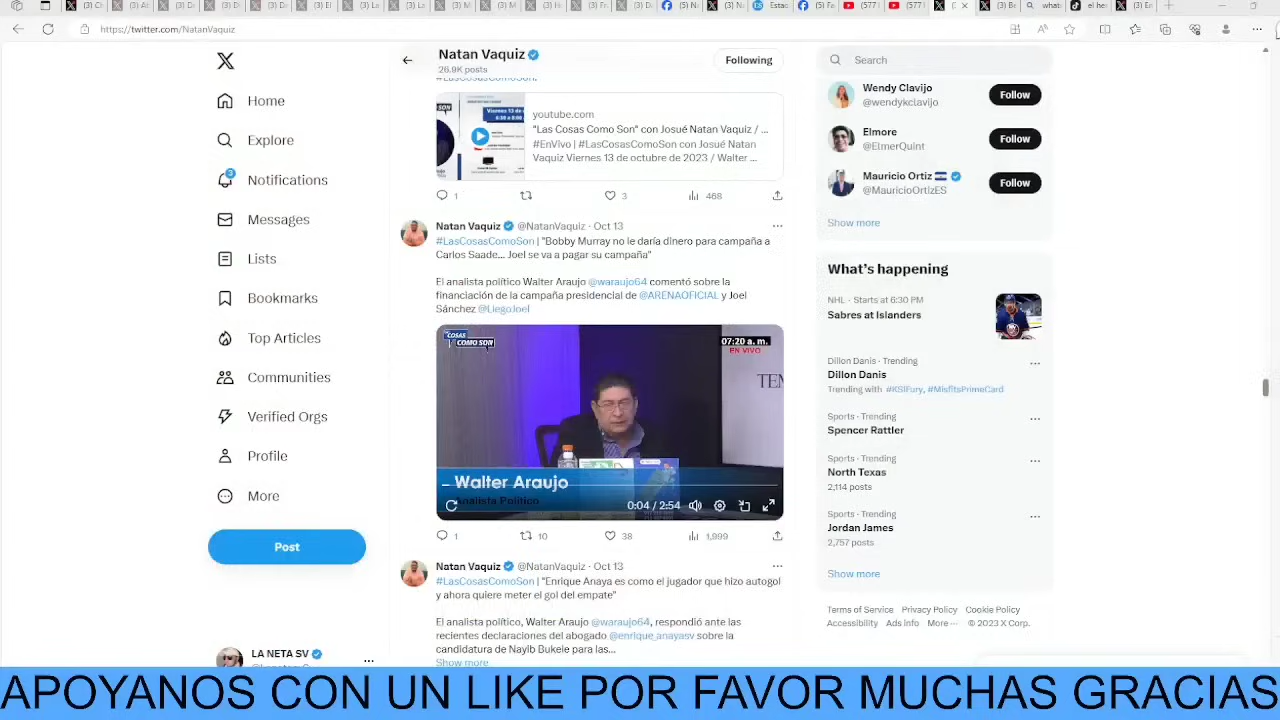 https://twitter.com/NatanVaquiz
Natan Vaquiz
26.9K posts
Following
Search
Home
Explore
Notifications
Messages
Lists
Bookmarks
Top Articles
Communities
Verified Orgs
Profile
More
Post
LA NETA SV
#LasCosasComoSon
youtube.com
"Las Cosas Como Son" con Josué Natan Vaquiz / ...
#EnVivo | #LasCosasComoSon con Josué Natan
Vaquiz Viernes 13 de octubre de 2023 / Walter ...
1 3 468
Natan Vaquiz @NatanVaquiz · Oct 13
#LasCosasComoSon | "Bobby Murray no le daría dinero para campaña a
Carlos Saade... Joel se va a pagar su campaña"
El analista político Walter Araujo @waraujo64 comentó sobre la
financiación de la campaña presidencial de @ARENAOFICIAL y Joel
Sánchez @LiegoJoel
COSAS
COMO SON
07:20 a. m.
EN VIVO
TEM
Walter Araujo
Analista Político
0:04 / 2:54
1 10 38 1,999
Natan Vaquiz @NatanVaquiz · Oct 13
#LasCosasComoSon | "Enrique Anaya es como el jugador que hizo autogol
y ahora quiere meter el gol del empate"
El analista político, Walter Araujo @waraujo64, respondió ante las
recientes declaraciones del abogado @enrique_anayasv sobre la
candidatura de Nayib Bukele para las...
Show more
Wendy Clavijo
@wendykclavijo
Follow
Elmore
@ElmerQuint
Follow
Mauricio Ortiz
@MauricioOrtizES
Follow
Show more
What's happening
NHL · Starts at 6:30 PM
Sabres at Islanders
Dillon Danis · Trending
Dillon Danis
Trending with #KSIFury, #MisfitsPrimeCard
Sports · Trending
Spencer Rattler
Sports · Trending
North Texas
2,114 posts
Sports · Trending
Jordan James
2,757 posts
Show more
Terms of Service Privacy Policy Cookie Policy
Accessibility Ads info More ··· © 2023 X Corp.
APOYANOS CON UN LIKE POR FAVOR MUCHAS GRACIAS